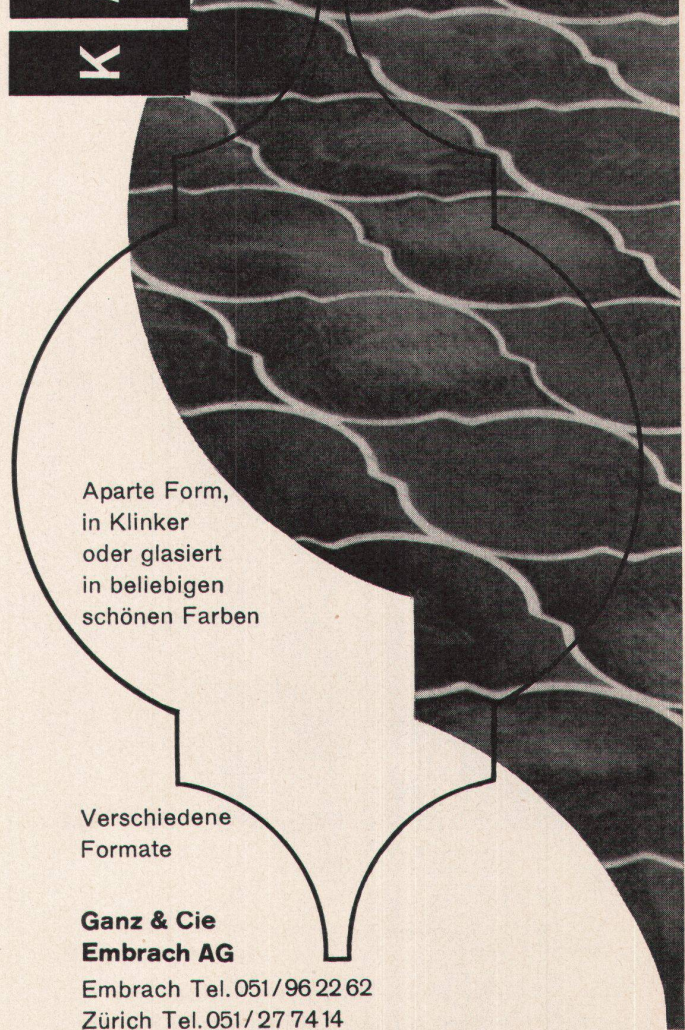 K
Aparte Form,
in Klinker
oder glasiert
in beliebigen
schönen Farben
Verschiedene
Formate
Ganz & Cie
Embrach AG
Embrach Tel. 051/96 22 62
Zürich Tel. 051/27 74 14